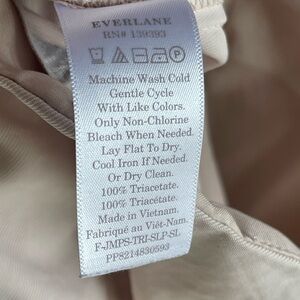 EVERLANE
RN# 139393
Machine Wash Cold
Gentle Cycle
With Like Colors.
Only Non-Chlorine
Bleach When Needed.
Lay Flat To Dry.
Cool Iron If Needed.
Or Dry Clean.
100% Triacetate.
100% Triacetate.
Made in Vietnam.
Fabriqué au Viêt-Nam.
F-JMPS-TRI-SLP-SL
PP8214830593